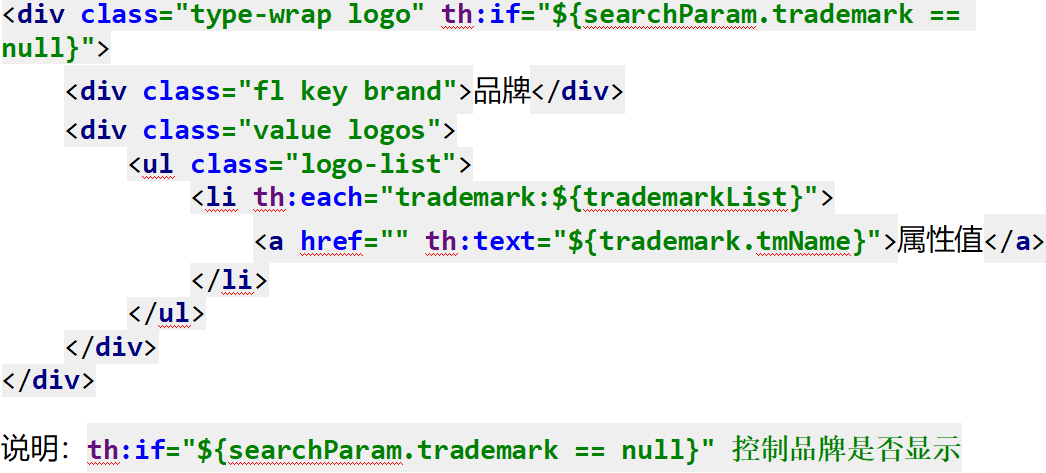 <div class="type-wrap logo" th:if="${searchParam.trademark ==
null}">
    <div class="fl key brand">品牌</div>
    <div class="value logos">
        <ul class="logo-list">
            <li th:each="trademark:${trademarkList}">
                <a href="" th:text="${trademark.tmName}">属性值</a>
            </li>
        </ul>
    </div>
</div>
说明：th:if="${searchParam.trademark == null}" 控制品牌是否显示